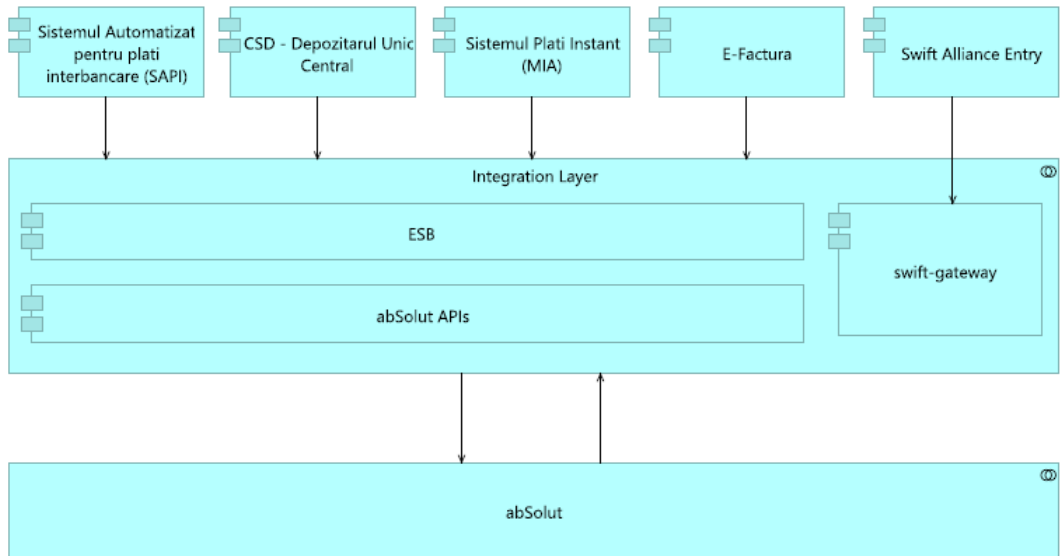 Sistemul Automatizat
pentru plati
interbancare (SAPI)
CSD - Depozitarul Unic
Central
Sistemul Plati Instant
(MIA)
E-Factura
Swift Alliance Entry
Integration Layer
ESB
swift-gateway
abSolut APIs
abSolut